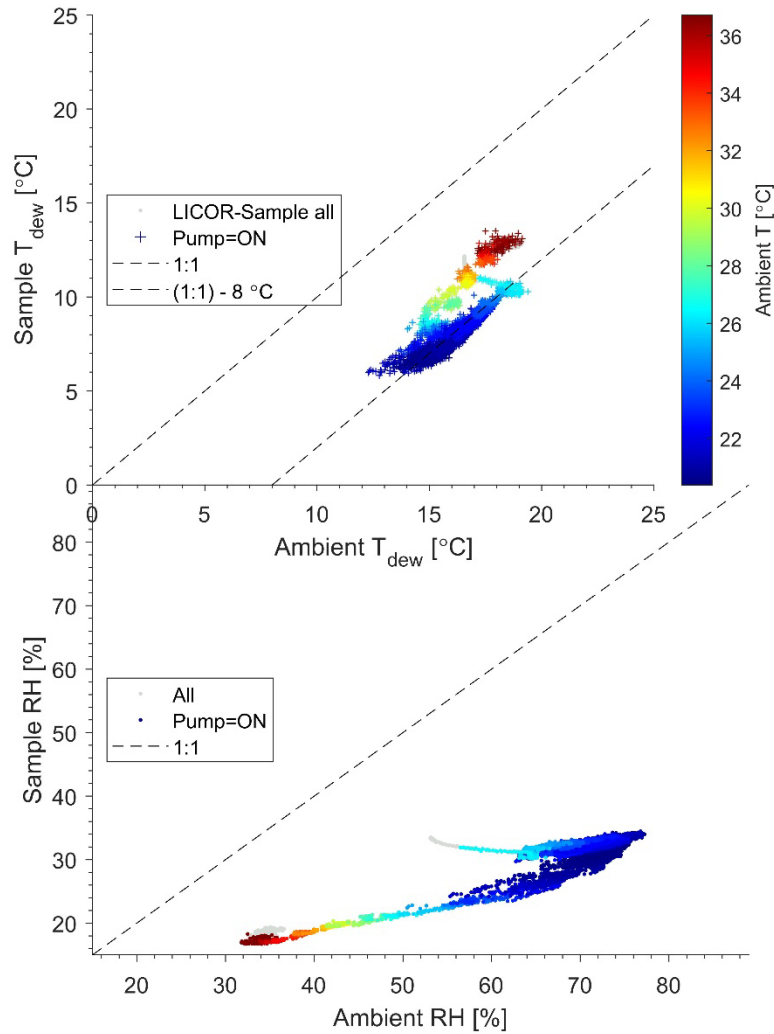 25
20
15
10
5
0
Sample T_dew [°C]
LICOR-Sample all
Pump=ON
1:1
(1:1) - 8 °C
0 5 10 15 20 25
Ambient T_dew [°C]
36
34
32
30
28
26
24
22
Ambient T [°C]
80
70
60
50
40
30
20
Sample RH [%]
All
Pump=ON
1:1
20 30 40 50 60 70 80
Ambient RH [%]